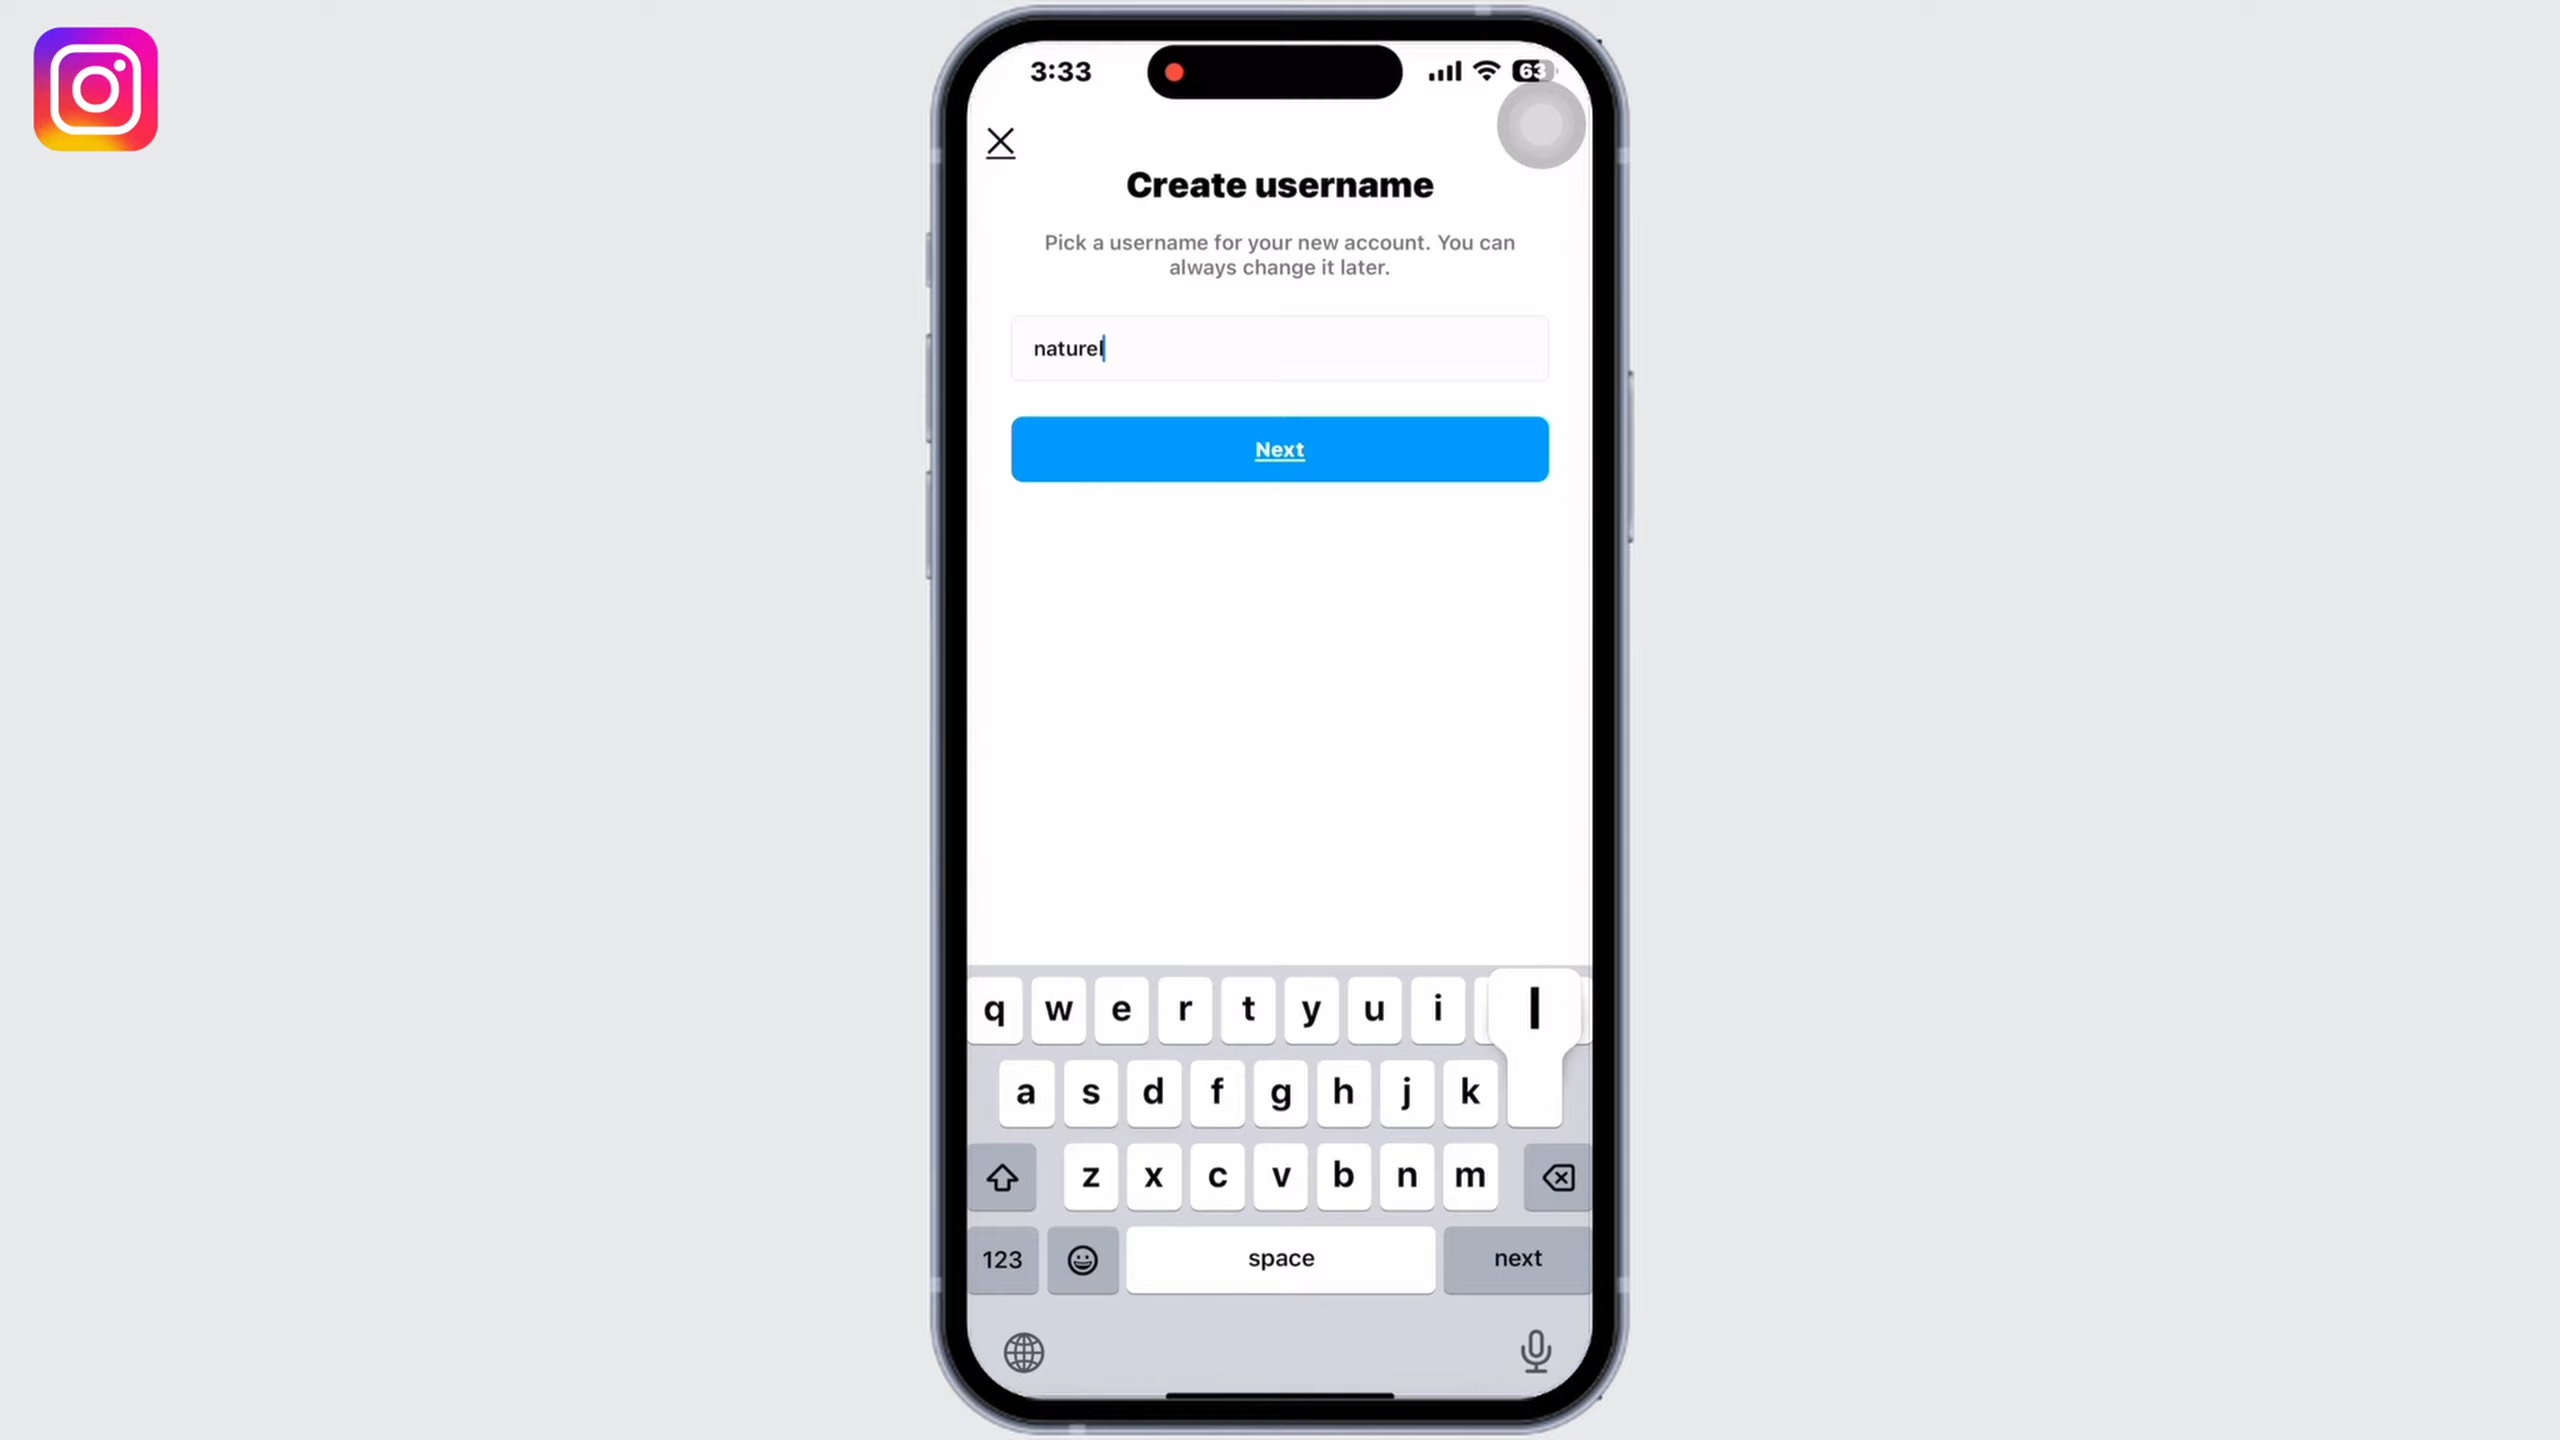 3:33
63
Create username
Pick a username for your new account. You can
always change it later.
naturel
Next
q w e r t y u i l
a s d f g h j k
z x c v b n m
123 space next